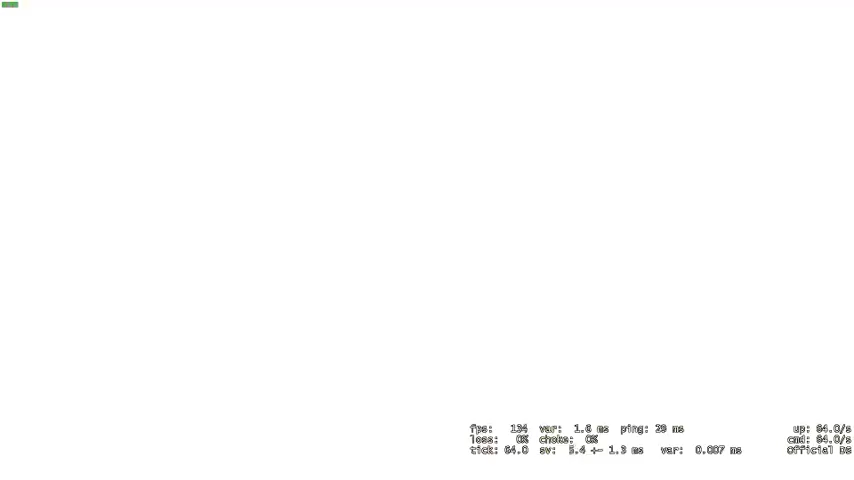 fps: 134 var: 1.6 ms ping: 29 ms up: 64.0/s
loss: 0% choke: 0% cmd: 64.0/s
tick: 64.0 sv: 5.4 +- 1.3 ms var: 0.007 ms Official DS